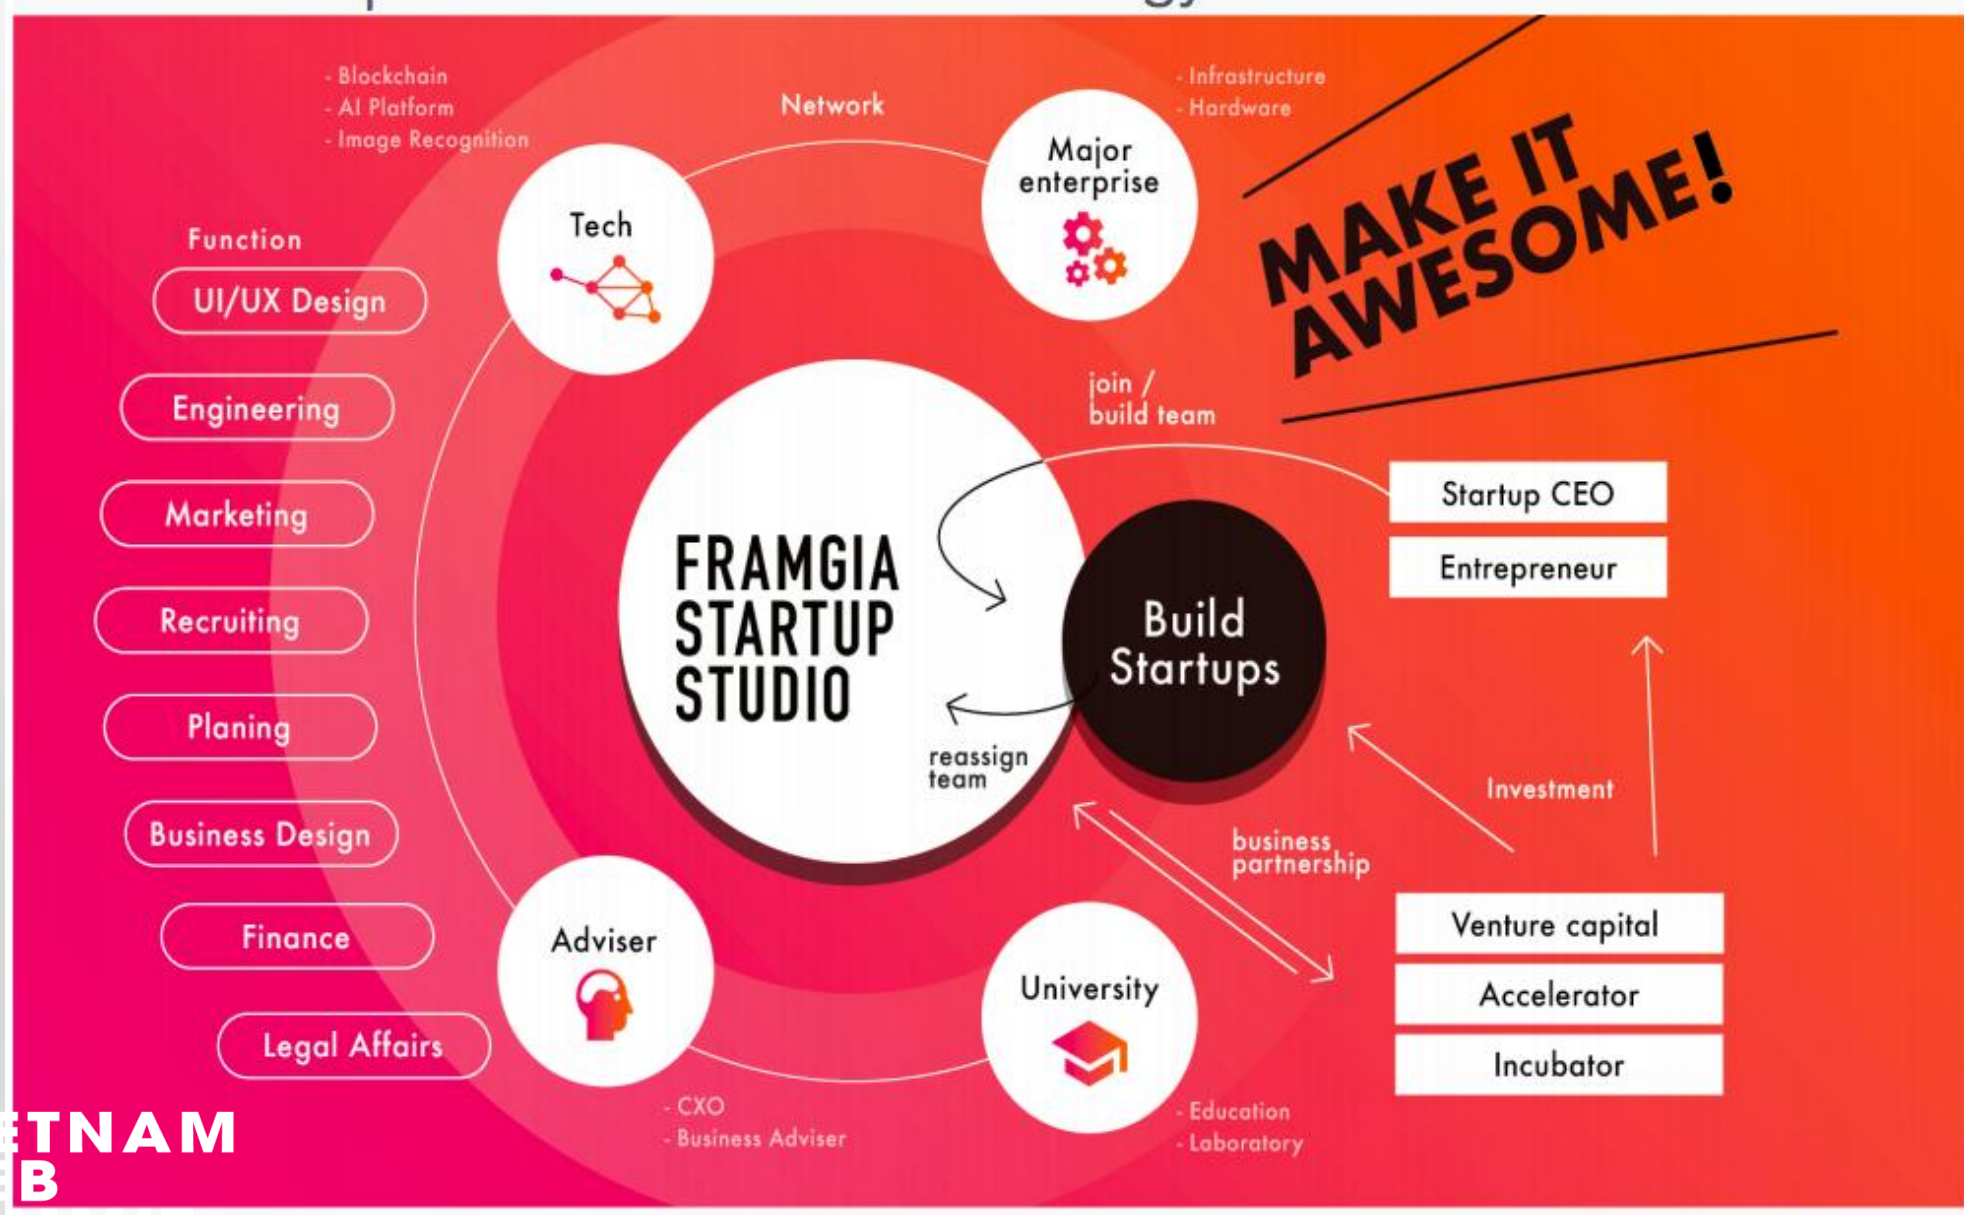 - Blockchain
- AI Platform
- Image Recognition
Network
- Infrastructure
- Hardware
Major
enterprise
Tech
MAKE IT
AWESOME!
Function
UI/UX Design
Engineering
Marketing
Recruiting
Planing
Business Design
Finance
Legal Affairs
join /
build team
Startup CEO
Entrepreneur
FRAMGIA
STARTUP
STUDIO
Build
Startups
reassign
team
Investment
business
partnership
Venture capital
Accelerator
Incubator
Adviser
University
- CXO
- Business Adviser
- Education
- Laboratory
ETNAM
B